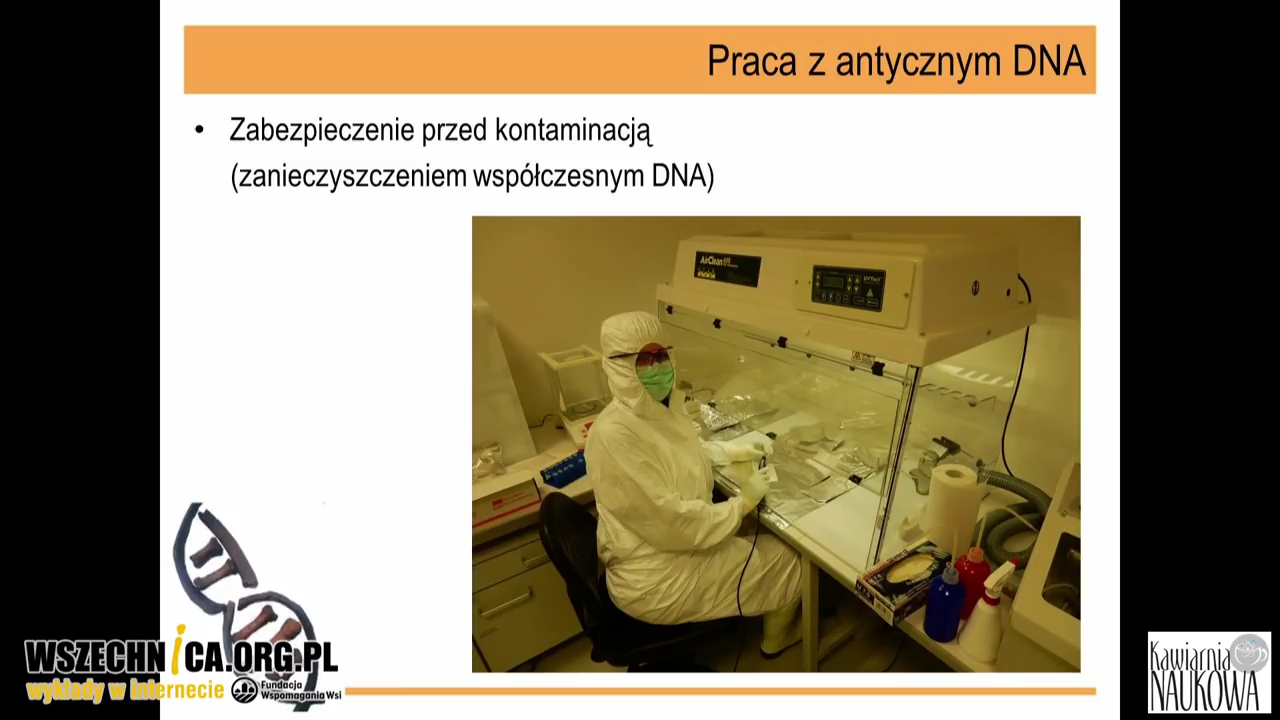 Praca z antycznym DNA
• Zabezpieczenie przed kontaminacją
(zanieczyszczeniem współczesnym DNA)
AirClean
WSZECHNiCA.ORG.PL
wykłady w internecie
Fundacja
Wspomagania Wsi
Kawiarnia
NAUKOWA